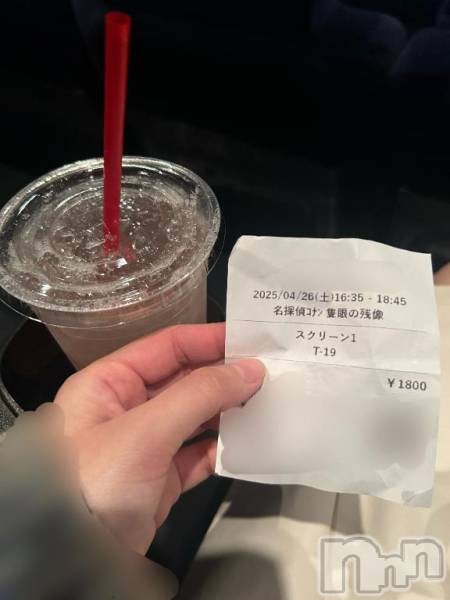 2025/04/26(土)16:35 - 18:45
名探偵ｺﾅﾝ 隻眼の残像
スクリーン1
T-19
￥1800
nnn